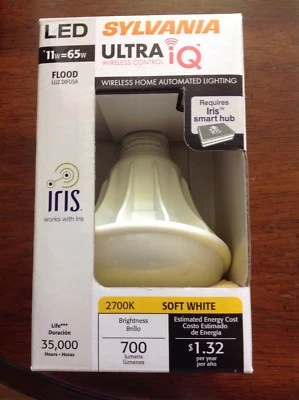 LED
SYLVANIA
*11W=65W
ULTRA iQ™
WIRELESS CONTROL
FLOOD
LUZ DIFUSA
WIRELESS HOME AUTOMATED LIGHTING
Requires
Iris™
smart hub
IRIS
works with Iris
2700K
SOFT WHITE
Life***
Duración
35,000
Hours • Horas
Brightness
Brillo
700
lumens
lúmenes
Estimated Energy Cost
Costo Estimado
de Energía
$1.32
per year
por año